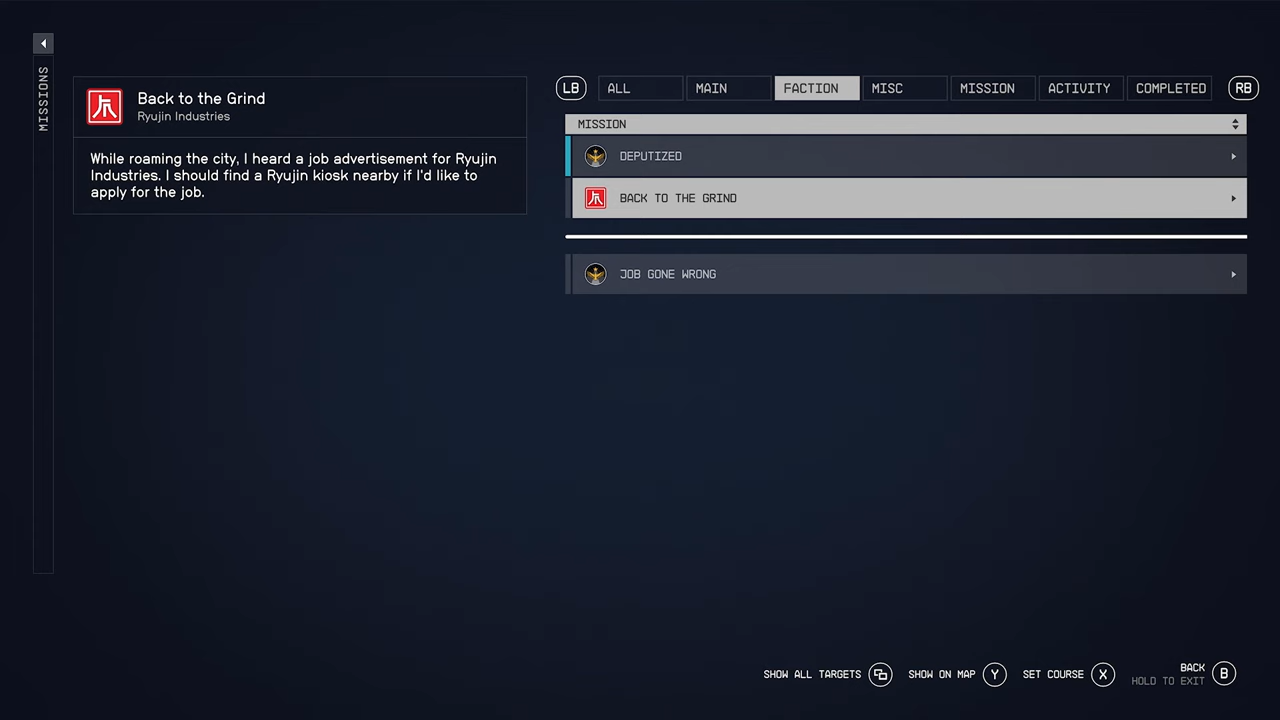 MISSIONS
Back to the Grind
Ryujin Industries
While roaming the city, I heard a job advertisement for Ryujin
Industries. I should find a Ryujin kiosk nearby if I'd like to
apply for the job.
LB ALL MAIN FACTION MISC MISSION ACTIVITY COMPLETED RB
MISSION
DEPUTIZED
BACK TO THE GRIND
JOB GONE WRONG
SHOW ALL TARGETS SHOW ON MAP Y SET COURSE X BACK B
HOLD TO EXIT